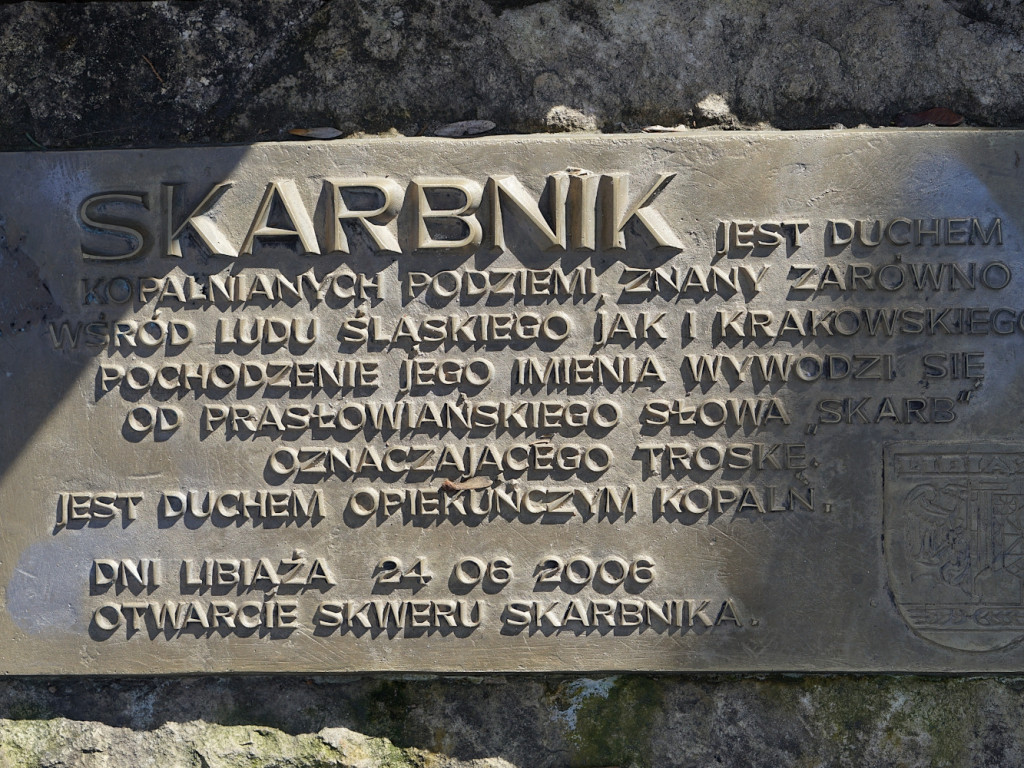 SKARBNIK JEST DUCHEM
KOPALNIANYCH PODZIEMI, ZNANY ZARÓWNO
WŚRÓD LUDU ŚLĄSKIEGO JAK I KRAKOWSKIEGO
POCHODZENIE JEGO IMIENIA WYWODZI SIĘ
OD PRASŁOWIAŃSKIEGO SŁOWA „SKARB”
OZNACZAJĄCEGO TROSKĘ.
JEST DUCHEM OPIEKUŃCZYM KOPALŃ.
LIBIĄŻ
DNI LIBIĄŻA 24. 06 2006
OTWARCIE SKWERU SKARBNIKA.